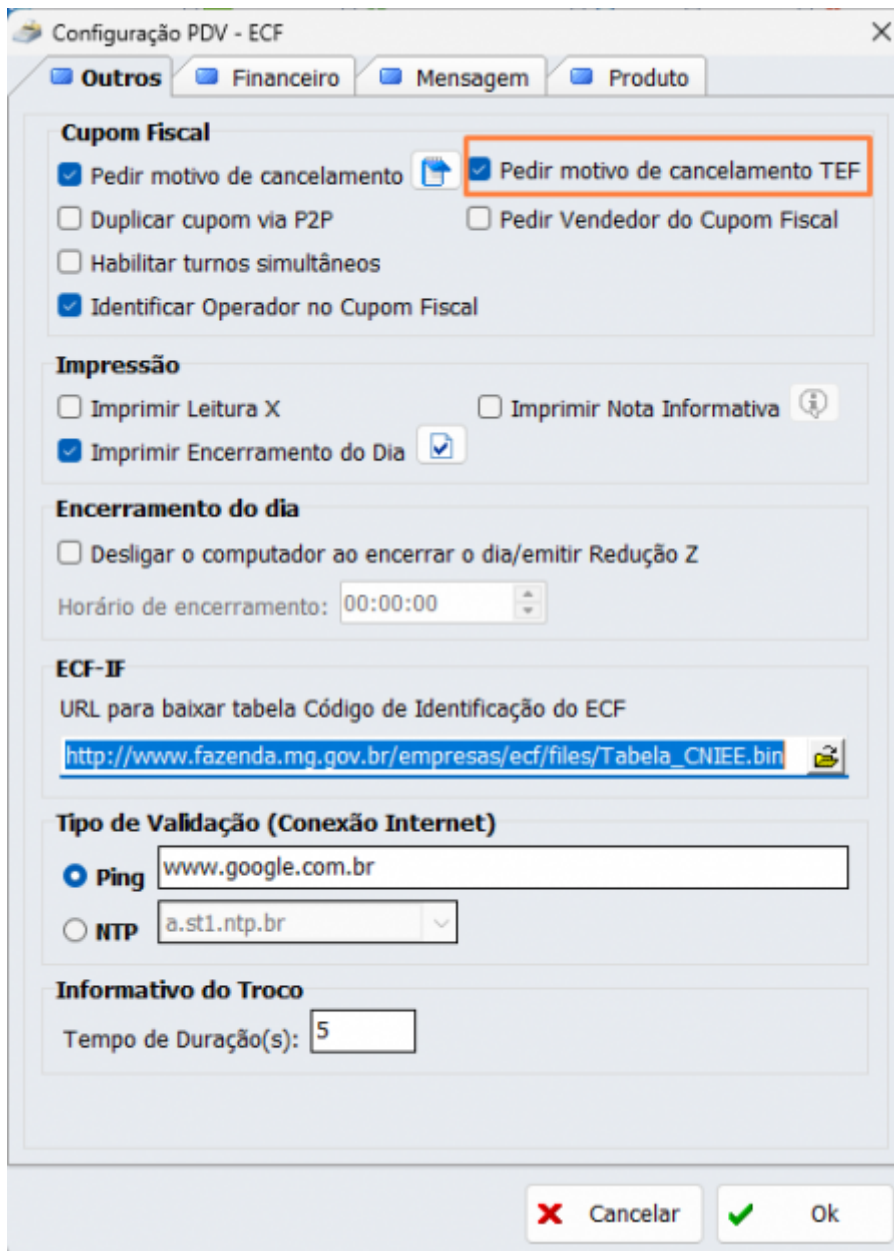 Configuração PDV - ECF
Outros Financeiro Mensagem Produto
Cupom Fiscal
Pedir motivo de cancelamento Pedir motivo de cancelamento TEF
Duplicar cupom via P2P Pedir Vendedor do Cupom Fiscal
Habilitar turnos simultâneos
Identificar Operador no Cupom Fiscal
Impressão
Imprimir Leitura X Imprimir Nota Informativa
Imprimir Encerramento do Dia
Encerramento do dia
Desligar o computador ao encerrar o dia/emitir Redução Z
Horário de encerramento: 00:00:00
ECF-IF
URL para baixar tabela Código de Identificação do ECF
http://www.fazenda.mg.gov.br/empresas/ecf/files/Tabela_CNIEE.bin
Tipo de Validação (Conexão Internet)
Ping www.google.com.br
NTP a.st1.ntp.br
Informativo do Troco
Tempo de Duração(s): 5
Cancelar Ok